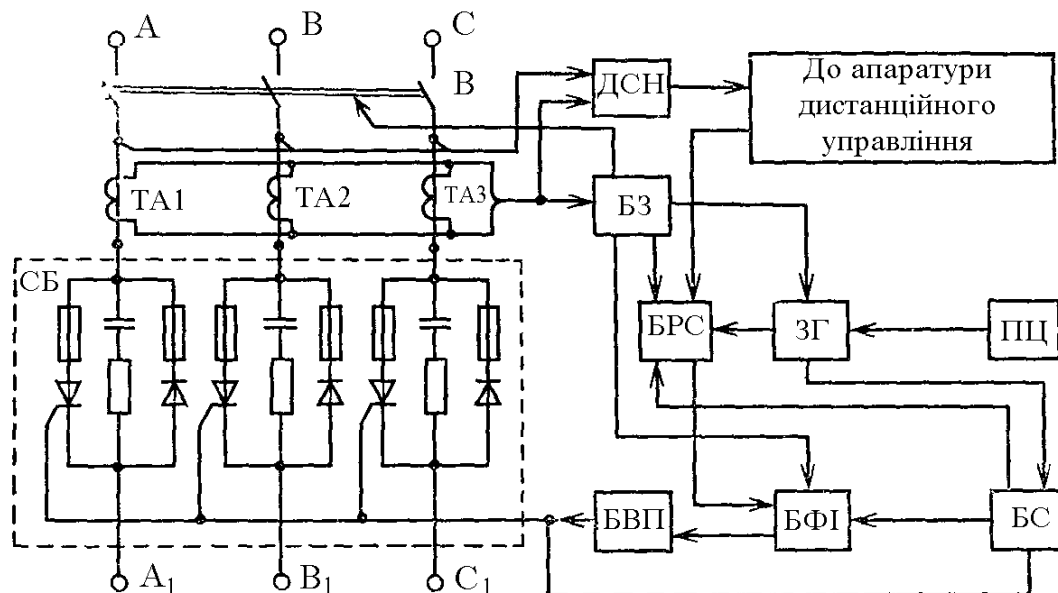 A B C
B
ДСН
До апаратури
дистанційного
управління
TA1 TA2 TA3
БЗ
СБ
БРС ЗГ ПЦ
БВП БФІ БС
A₁ B₁ C₁